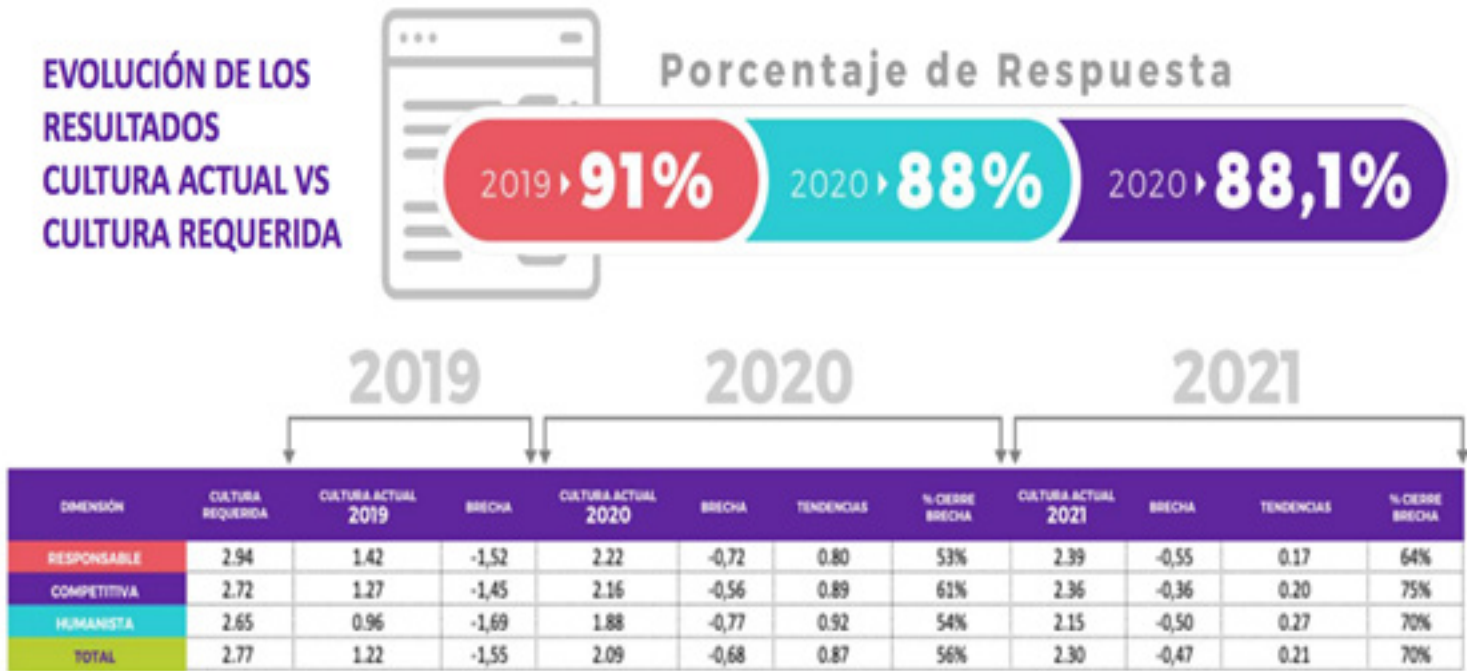 EVOLUCIÓN DE LOS
RESULTADOS
CULTURA ACTUAL VS
CULTURA REQUERIDA
Porcentaje de Respuesta
2019 91% 2020 88% 2020 88,1%
2019 2020 2021
DIMENSIÓN CULTURA REQUERIDA CULTURA ACTUAL 2019 BRECHA CULTURA ACTUAL 2020 BRECHA TENDENCIAS % CIERRE BRECHA CULTURA ACTUAL 2021 BRECHA TENDENCIAS % CIERRE BRECHA
RESPONSABLE 2.94 1.42 -1,52 2.22 -0,72 0.80 53% 2.39 -0,55 0.17 64%
COMPETITIVA 2.72 1.27 -1,45 2.16 -0,56 0.89 61% 2.36 -0,36 0.20 75%
HUMANISTA 2.65 0.96 -1,69 1.88 -0,77 0.92 54% 2.15 -0,50 0.27 70%
TOTAL 2.77 1.22 -1,55 2.09 -0,68 0.87 56% 2.30 -0,47 0.21 70%